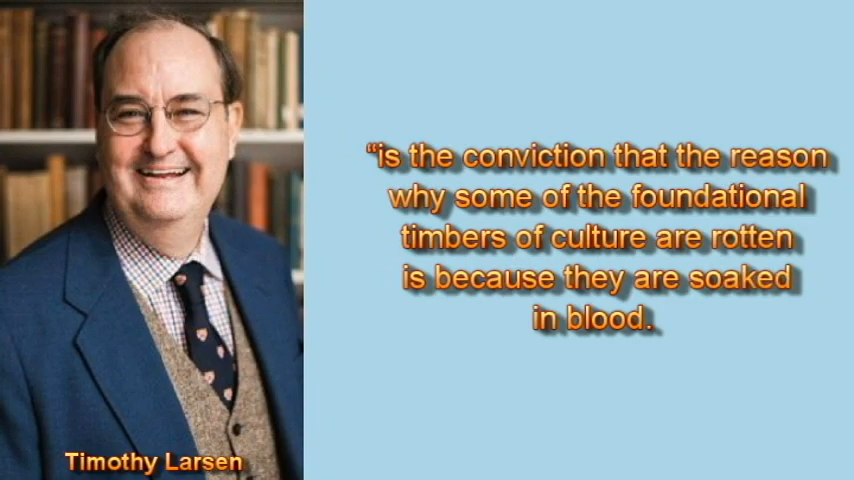 “is the conviction that the reason
why some of the foundational
timbers of culture are rotten
is because they are soaked
in blood.
Timothy Larsen